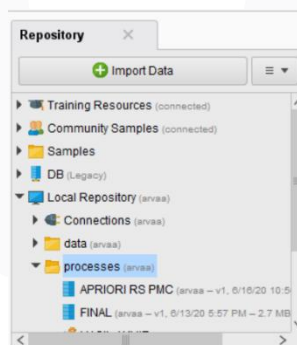 Repository
Import Data
Training Resources (connected)
Community Samples (connected)
Samples
DB (Legacy)
Local Repository (arvaa)
Connections (arvaa)
data (arvaa)
processes (arvaa)
APRIORI RS PMC (arvaa – v1, 6/16/20 10:5
FINAL (arvaa – v1, 6/13/20 5:57 PM – 2.7 MB